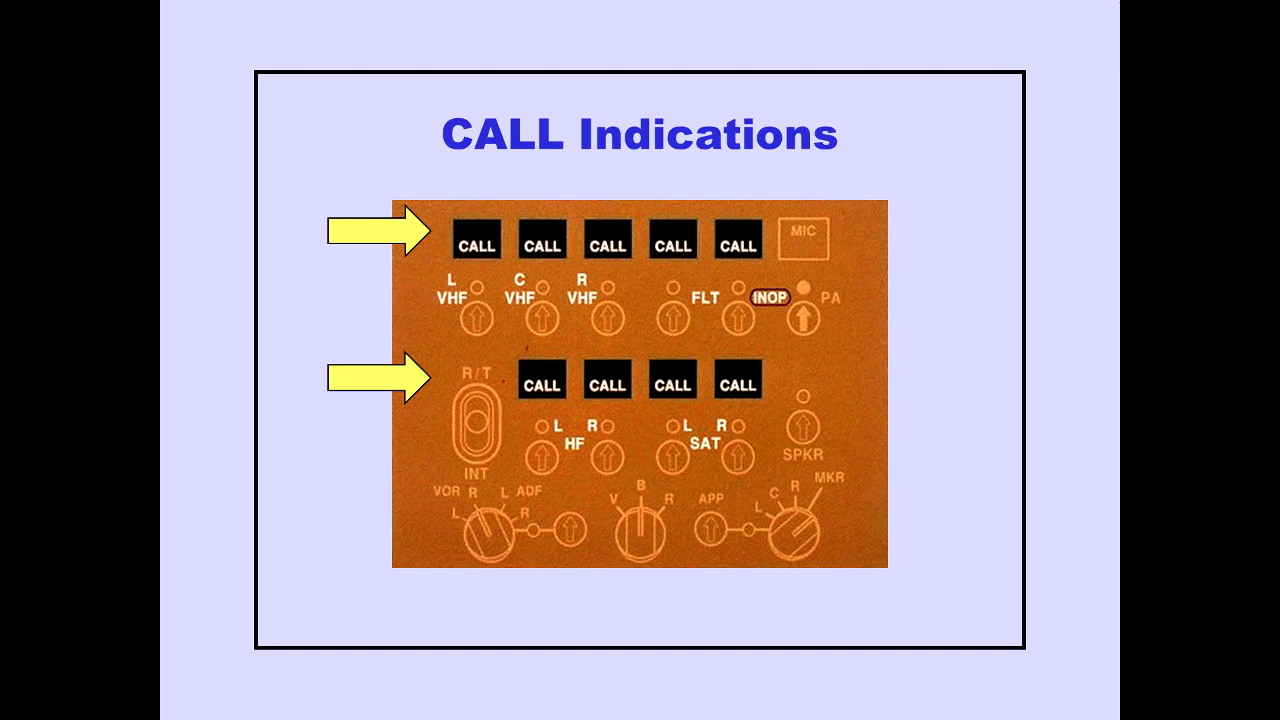 CALL Indications
CALL CALL CALL CALL CALL MIC
L C R
VHF VHF VHF FLT INOP PA
R/T CALL CALL CALL CALL
L R L R
HF SAT
INT SPKR
VOR R L ADF B APP C R MKR
L R V R L